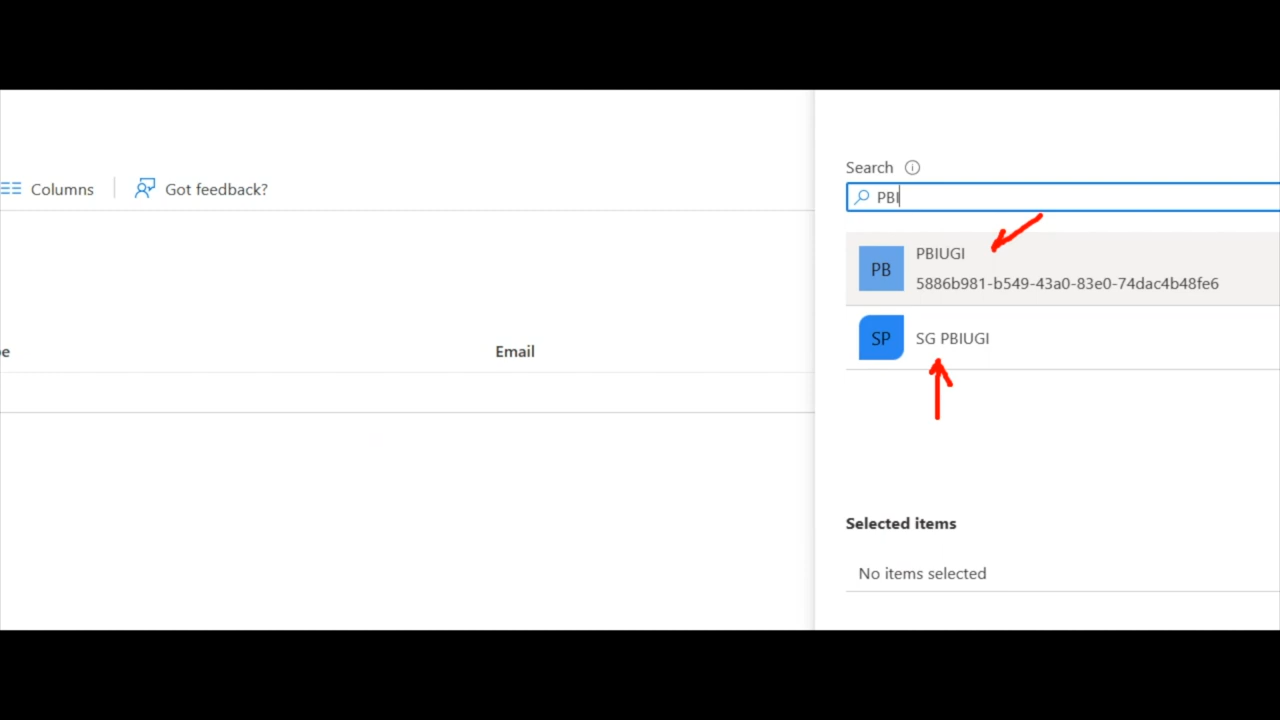 Columns
Got feedback?
e
Email
Search
PBI
PB
PBIUGI
5886b981-b549-43a0-83e0-74dac4b48fe6
SP
SG PBIUGI
Selected items
No items selected